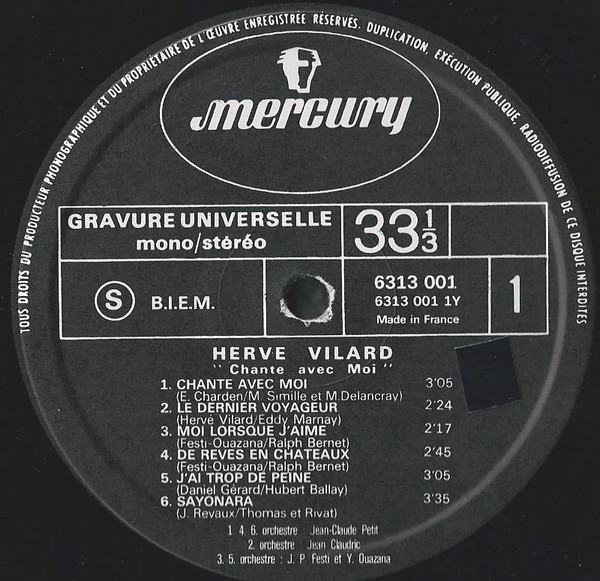 TOUS DROITS DU PRODUCTEUR PHONOGRAPHIQUE ET DU PROPRIÉTAIRE DE L'ŒUVRE ENREGISTRÉE RÉSERVÉS. DUPLICATION, EXÉCUTION PUBLIQUE, RADIODIFFUSION DE CE DISQUE INTERDITES
mercury
GRAVURE UNIVERSELLE
mono/stéréo
33 1/3
S B.I.E.M.
6313 001
6313 001 1Y
Made in France
1
HERVE VILARD
"Chante avec Moi"
1. CHANTE AVEC MOI 3'05
(E. Charden/M. Simille et M.Delancray)
2. LE DERNIER VOYAGEUR 2'24
(Hervé Vilard/Eddy Marnay)
3. MOI LORSQUE J'AIME 2'17
(Festi-Ouazana/Ralph Bernet)
4. DE REVES EN CHATEAUX 2'45
(Festi-Ouazana/Ralph Bernet)
5. J'AI TROP DE PEINE 3'05
(Daniel Gérard/Hubert Ballay)
6. SAYONARA 3'35
(J. Revaux/Thomas et Rivat)
1. 4. 6. orchestre : Jean-Claude Petit
2. orchestre : Jean Claudric
3. 5. orchestre : J. P. Festi et Y. Ouazana